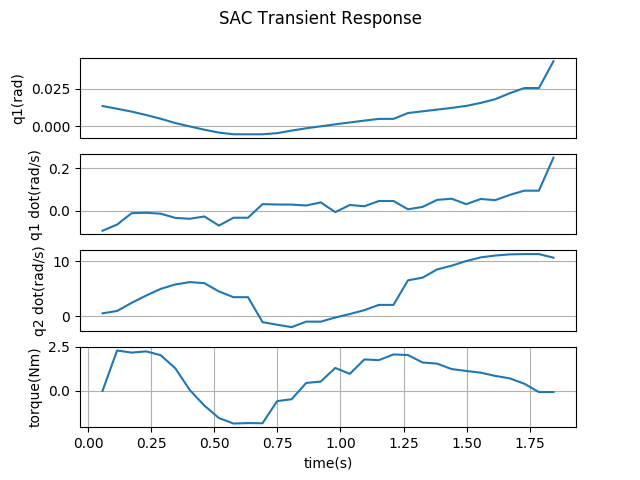 SAC Transient Response
q1(rad)
0.025
0.000
q1 dot(rad/s)
0.2
0.0
q2 dot(rad/s)
10
0
torque(Nm)
2.5
0.0
0.00 0.25 0.50 0.75 1.00 1.25 1.50 1.75
time(s)